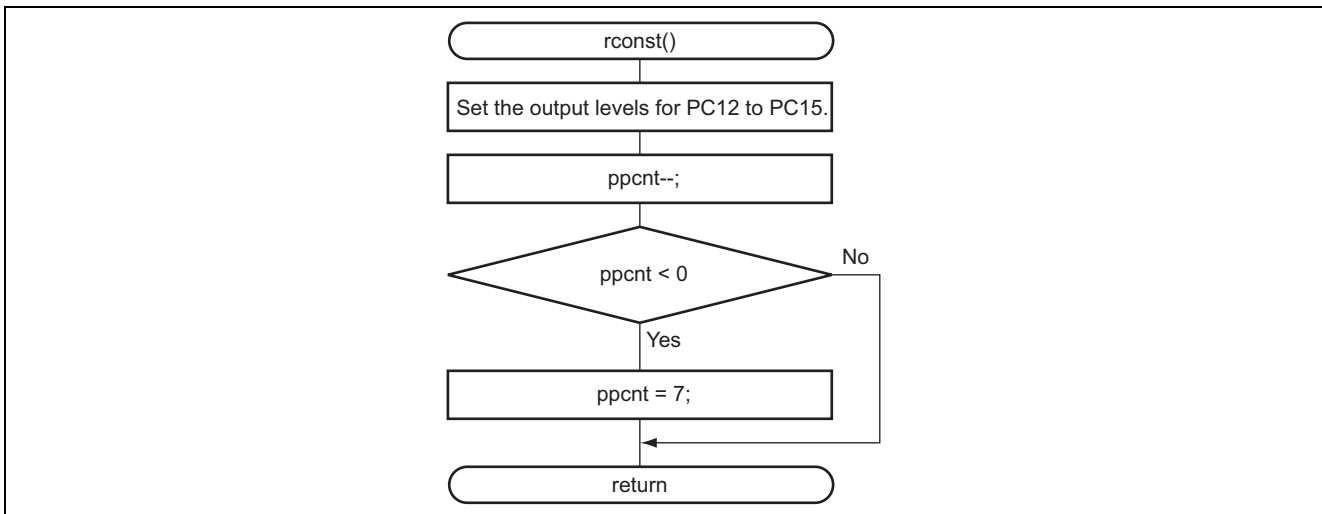 rconst()
Set the output levels for PC12 to PC15.
ppcnt--;
ppcnt < 0
No
Yes
ppcnt = 7;
return